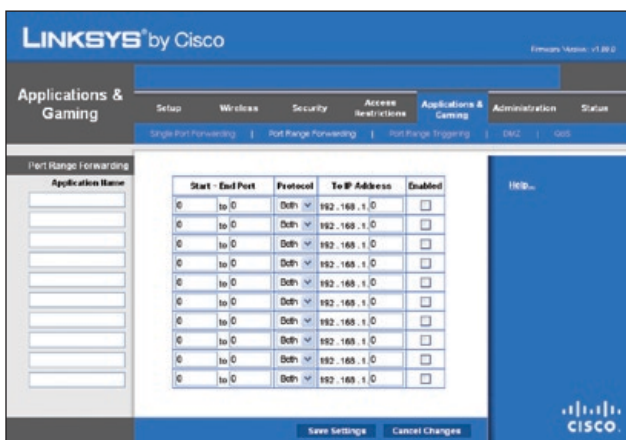 LINKSYS® by Cisco
Firmware Version: v1.00.0
Applications & Gaming
Setup Wireless Security Access Restrictions Applications & Gaming Administration Status
Single Port Forwarding | Port Range Forwarding | Port Range Triggering | DMZ | QoS
Port Range Forwarding
Application Name
Start - End Port Protocol To IP Address Enabled
Help...
0 to 0 Both 192.168.1.0
0 to 0 Both 192.168.1.0
0 to 0 Both 192.168.1.0
0 to 0 Both 192.168.1.0
0 to 0 Both 192.168.1.0
0 to 0 Both 192.168.1.0
0 to 0 Both 192.168.1.0
0 to 0 Both 192.168.1.0
0 to 0 Both 192.168.1.0
0 to 0 Both 192.168.1.0
Save Settings Cancel Changes
CISCO.